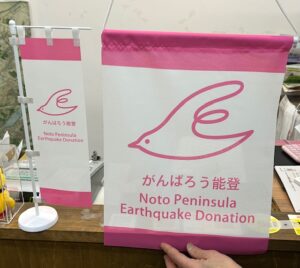 がんばろう能登
Noto Peninsula
Earthquake Donation
がんばろう能登
Noto Peninsula
Earthquake Donation